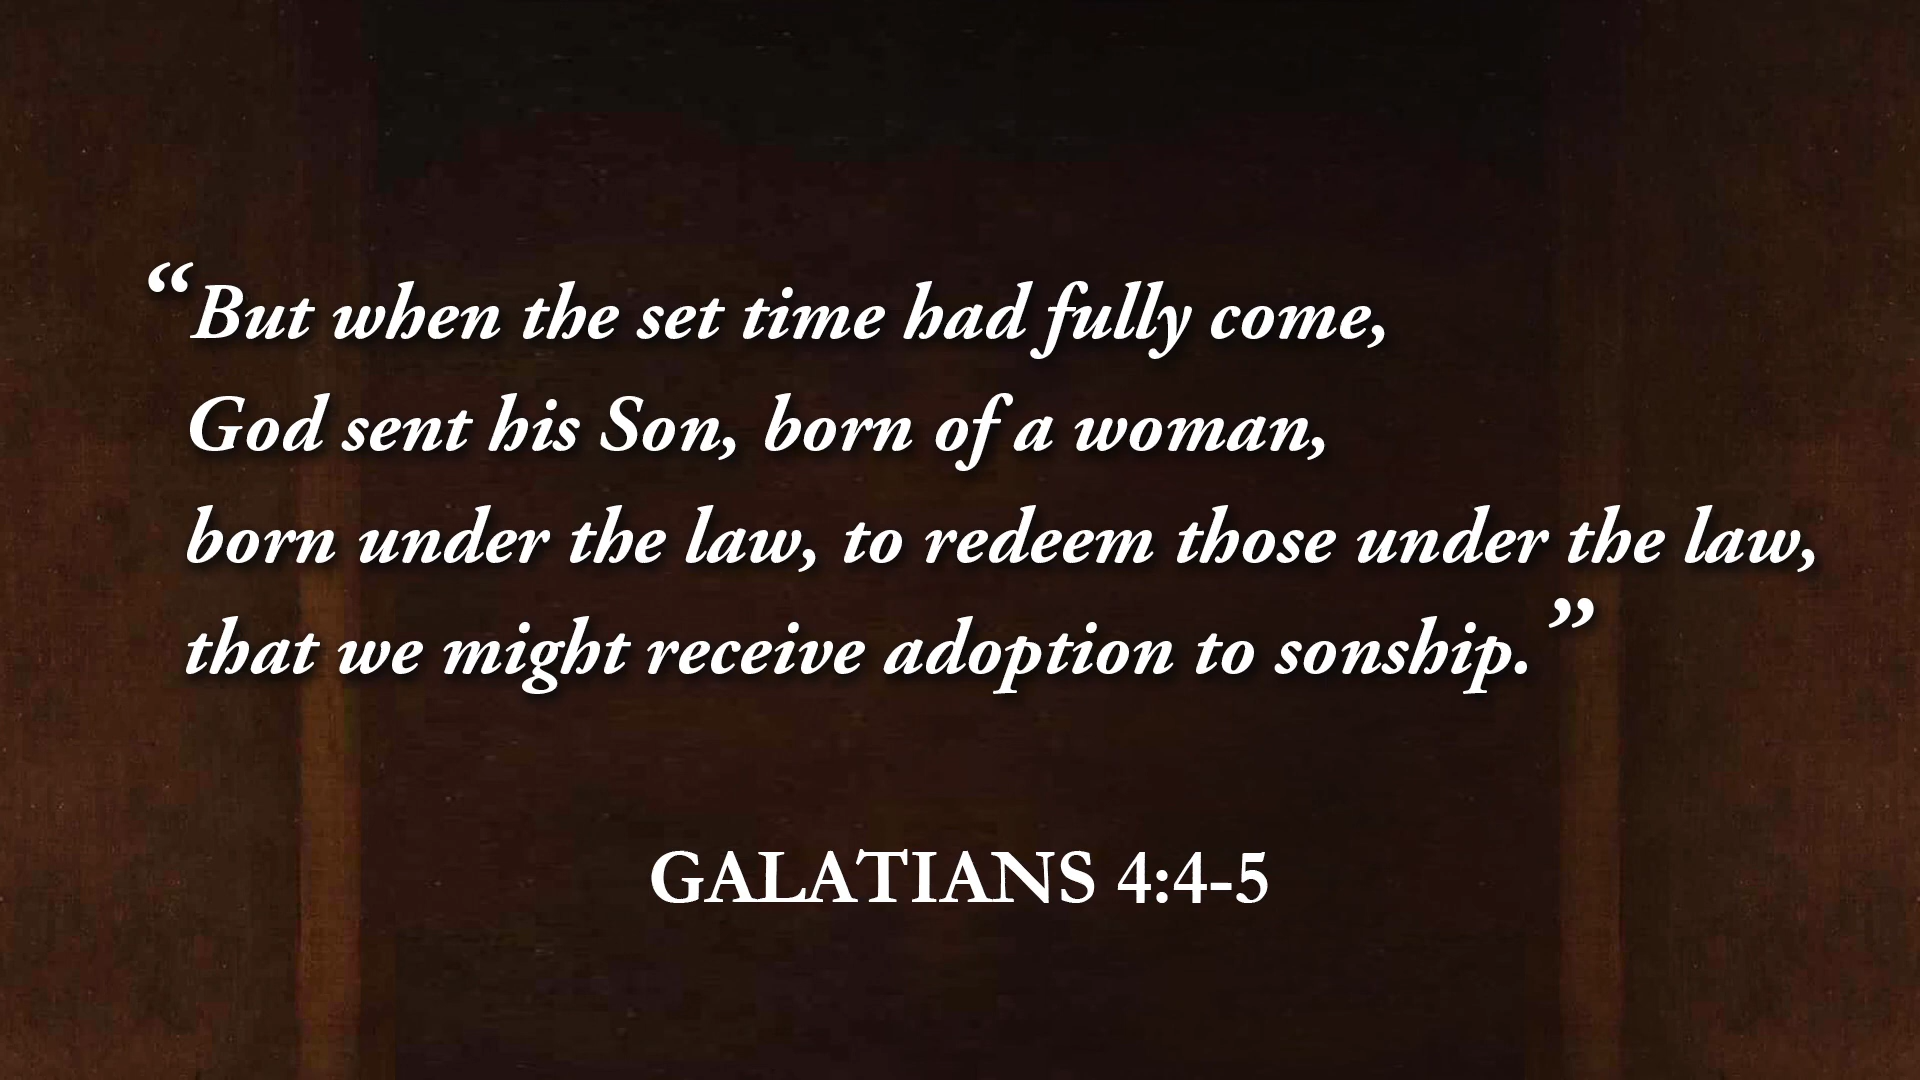 “But when the set time had fully come,
God sent his Son, born of a woman,
born under the law, to redeem those under the law,
that we might receive adoption to sonship.”
GALATIANS 4:4-5